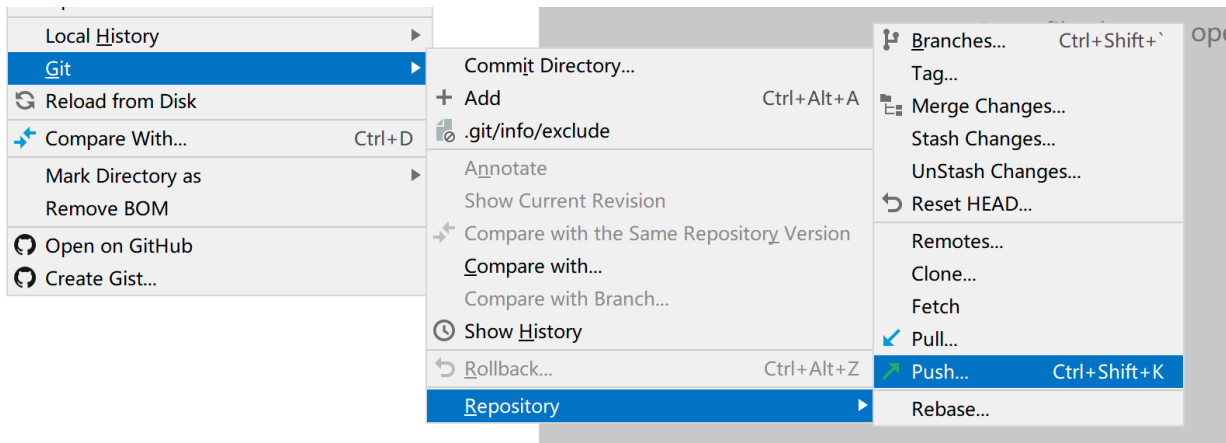 Local History
Git
Reload from Disk
Compare With... Ctrl+D
Mark Directory as
Remove BOM
Open on GitHub
Create Gist...
Commit Directory...
Add Ctrl+Alt+A
.git/info/exclude
Annotate
Show Current Revision
Compare with the Same Repository Version
Compare with...
Compare with Branch...
Show History
Rollback... Ctrl+Alt+Z
Repository
Branches... Ctrl+Shift+`
Tag...
Merge Changes...
Stash Changes...
UnStash Changes...
Reset HEAD...
Remotes...
Clone...
Fetch
Pull...
Push... Ctrl+Shift+K
Rebase...